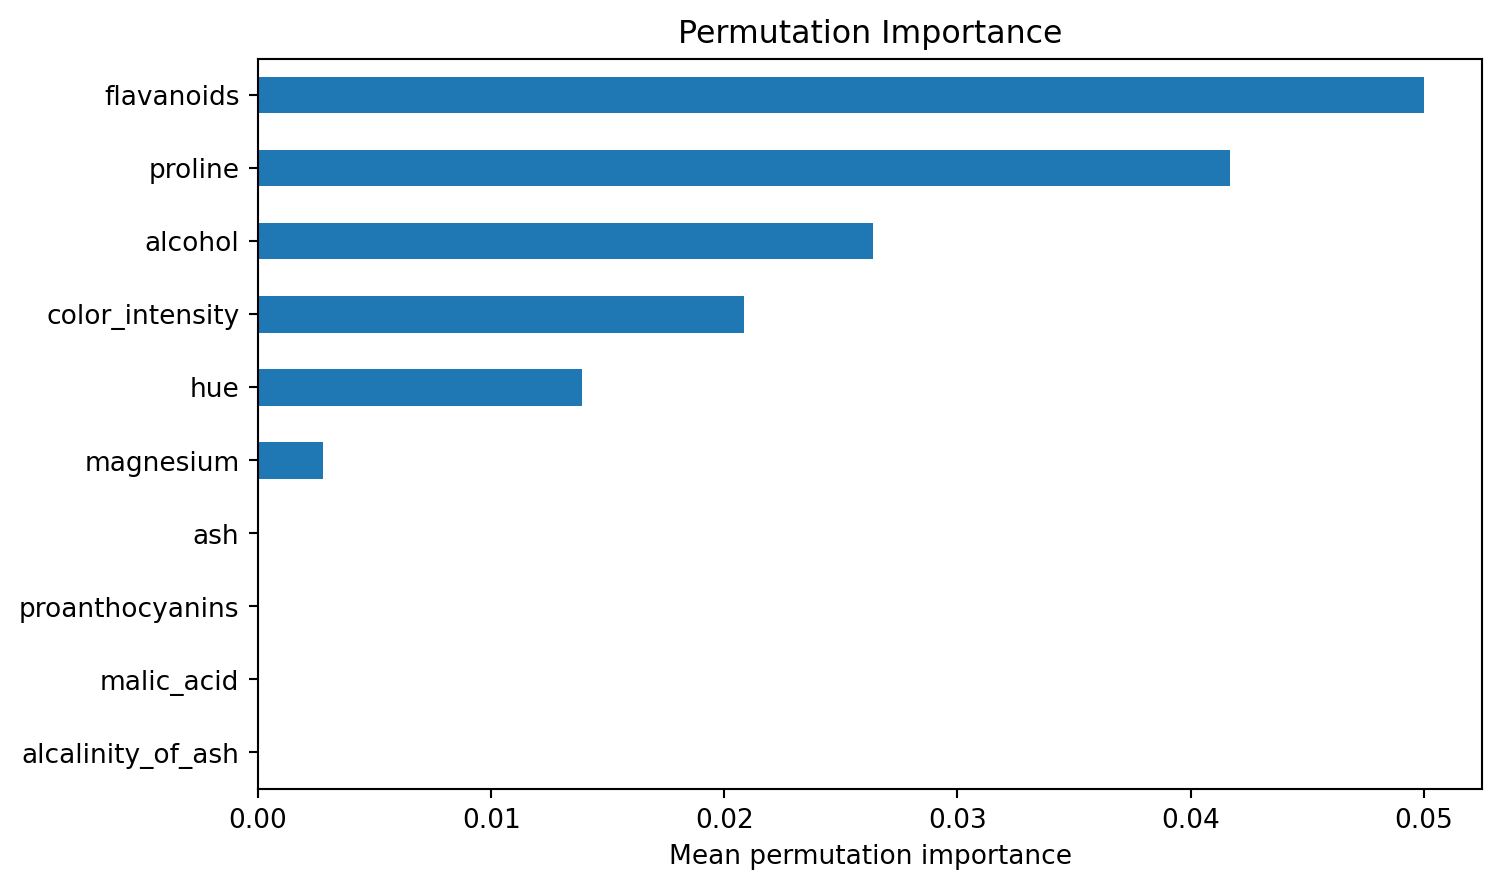 Permutation Importance
flavanoids
proline
alcohol
color_intensity
hue
magnesium
ash
proanthocyanins
malic_acid
alcalinity_of_ash
0.00 0.01 0.02 0.03 0.04 0.05
Mean permutation importance